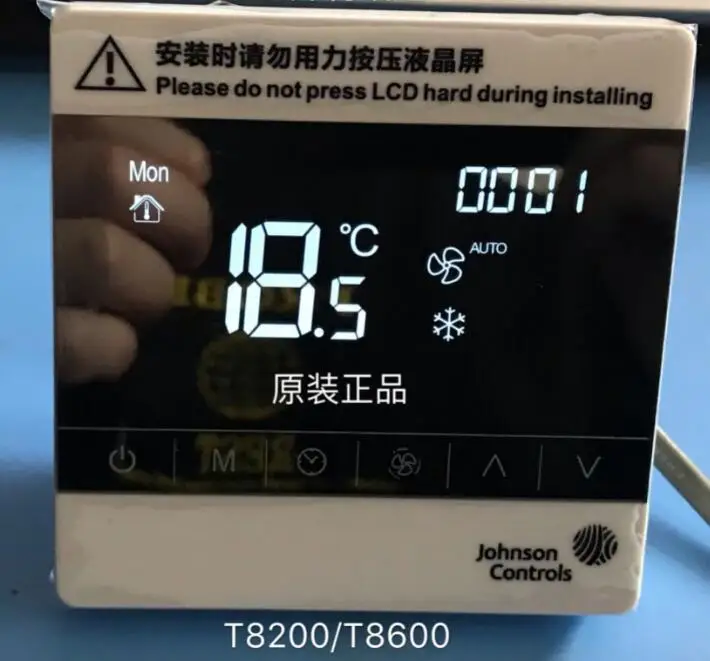 安装时请勿用力按压液晶屏
Please do not press LCD hard during installing
Mon
0001
18.5 °C
AUTO
原装正品
M
Johnson
Controls
T8200/T8600